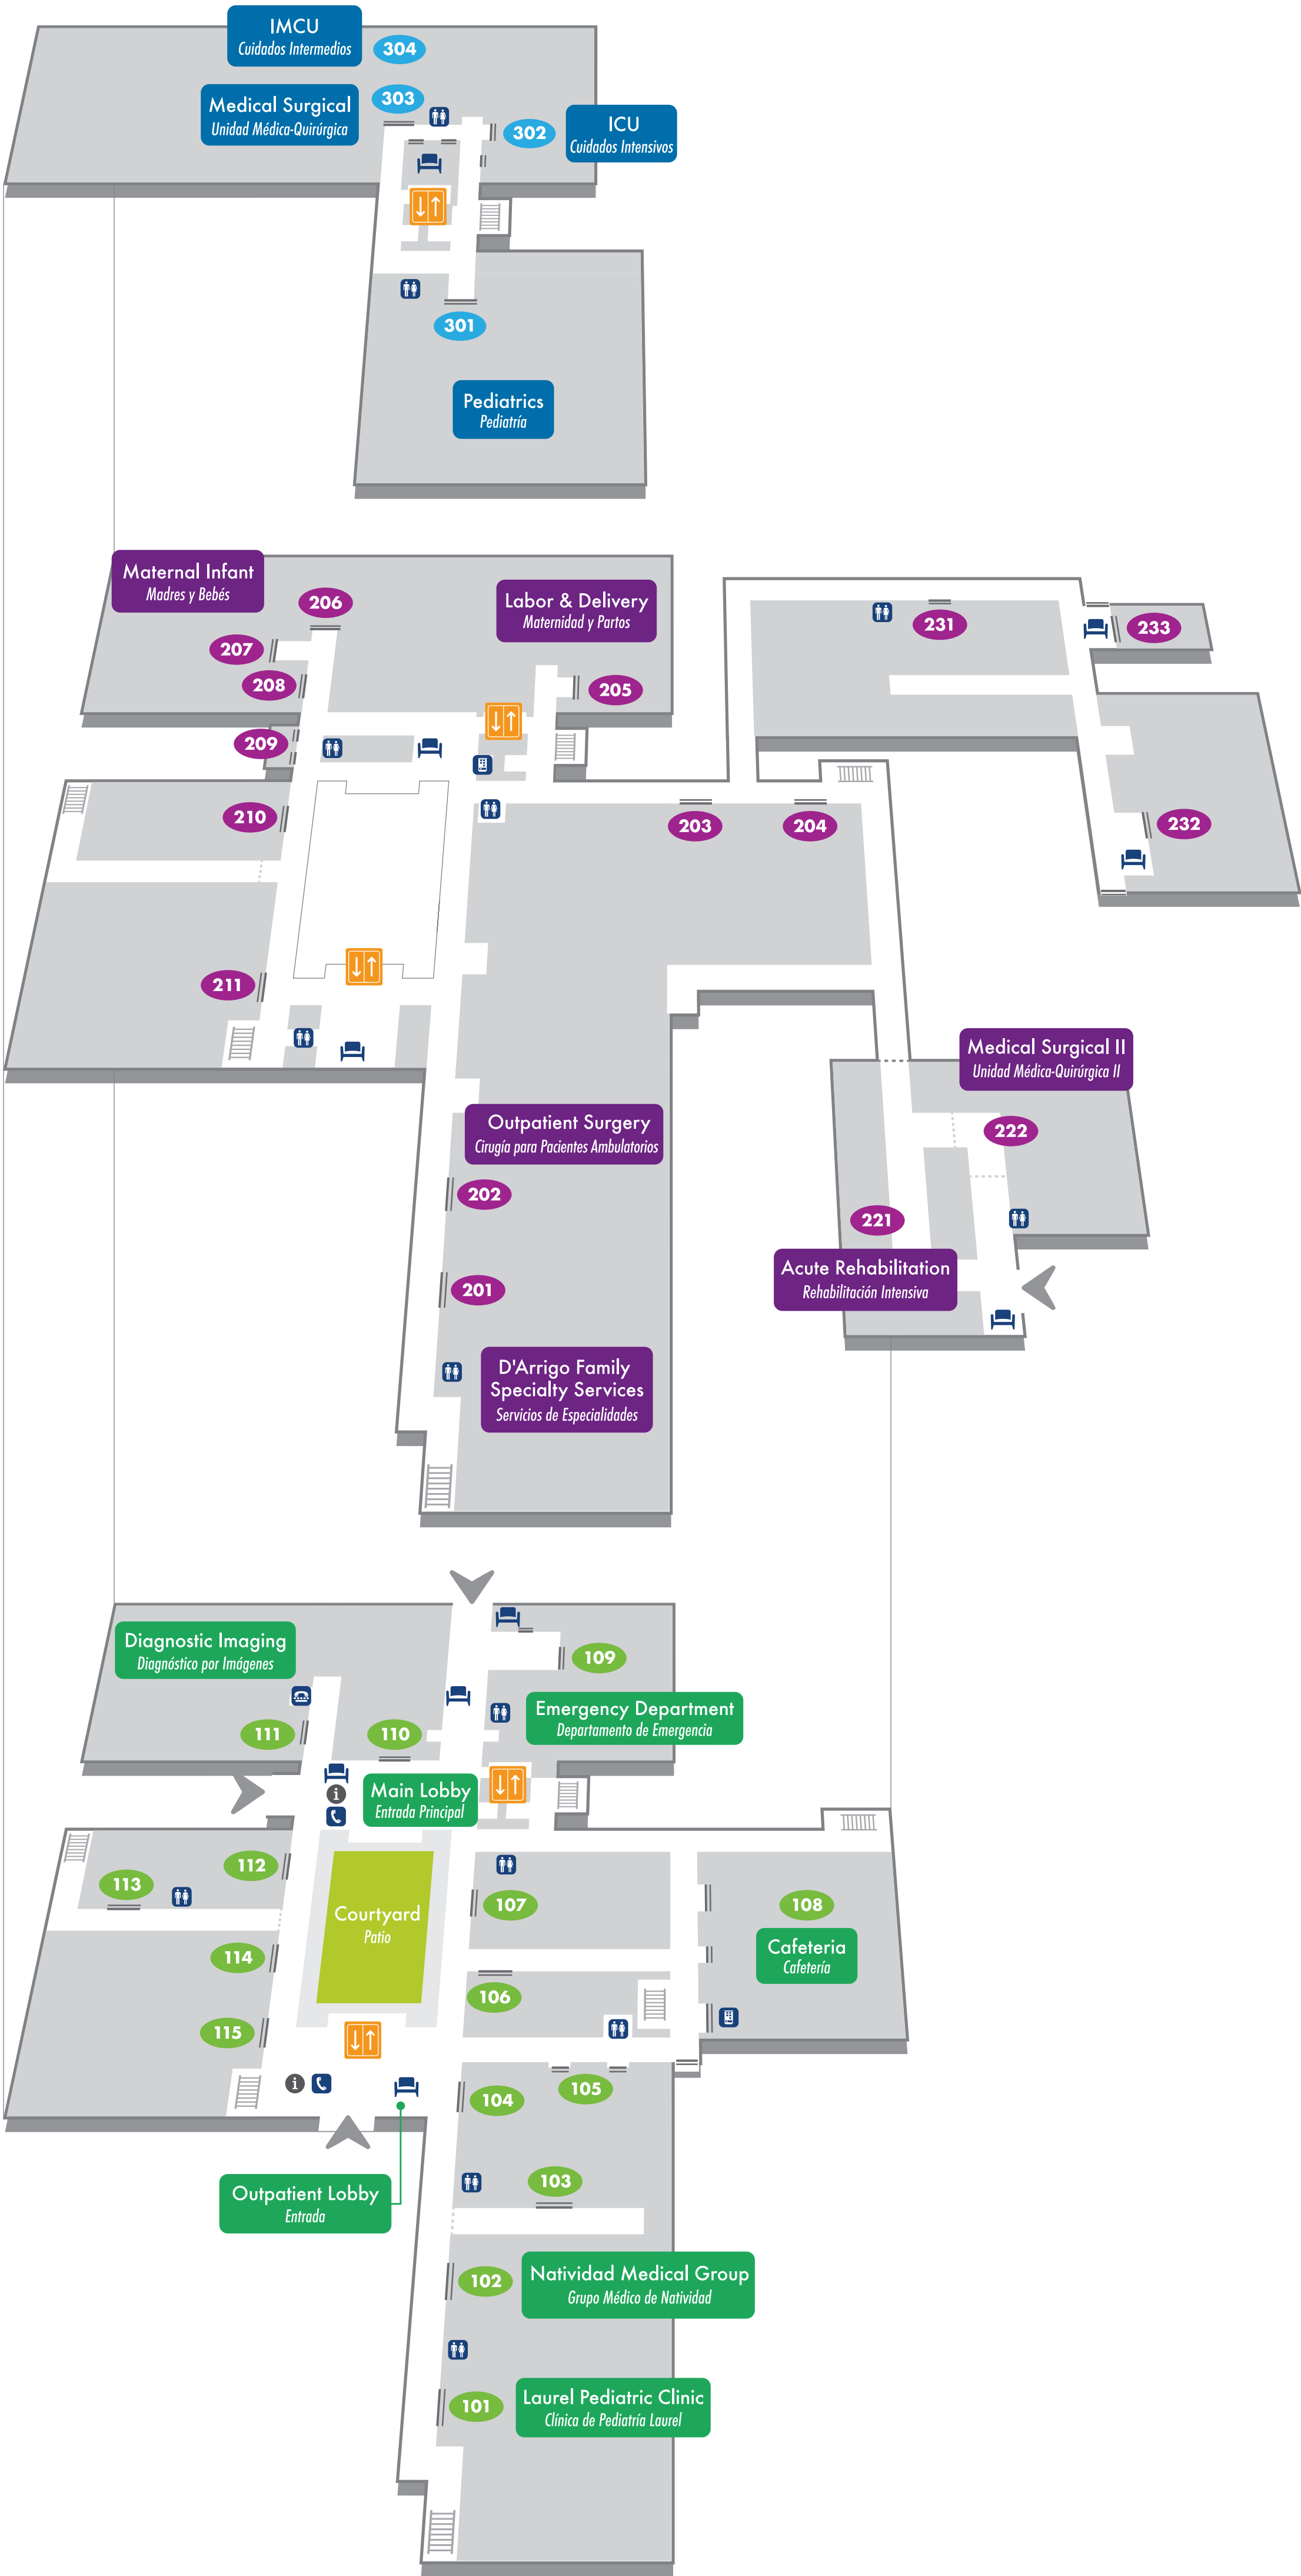 IMCU
Cuidados Intermedios
304
Medical Surgical
Unidad Médica-Quirúrgica
303
302
ICU
Cuidados Intensivos
301
Pediatrics
Pediatría
Maternal Infant
Madres y Bebés
206
Labor & Delivery
Maternidad y Partos
207
208
205
209
210
203
204
211
231
233
232
Medical Surgical II
Unidad Médica-Quirúrgica II
222
221
Acute Rehabilitation
Rehabilitación Intensiva
Outpatient Surgery
Cirugía para Pacientes Ambulatorios
202
201
D'Arrigo Family
Specialty Services
Servicios de Especialidades
Diagnostic Imaging
Diagnóstico por Imágenes
109
Emergency Department
Departamento de Emergencia
111
110
Main Lobby
Entrada Principal
i
112
113
107
108
Courtyard
Patio
Cafeteria
Cafetería
114
106
115
i
104
105
103
Outpatient Lobby
Entrada
102
Natividad Medical Group
Grupo Médico de Natividad
101
Laurel Pediatric Clinic
Clínica de Pediatría Laurel